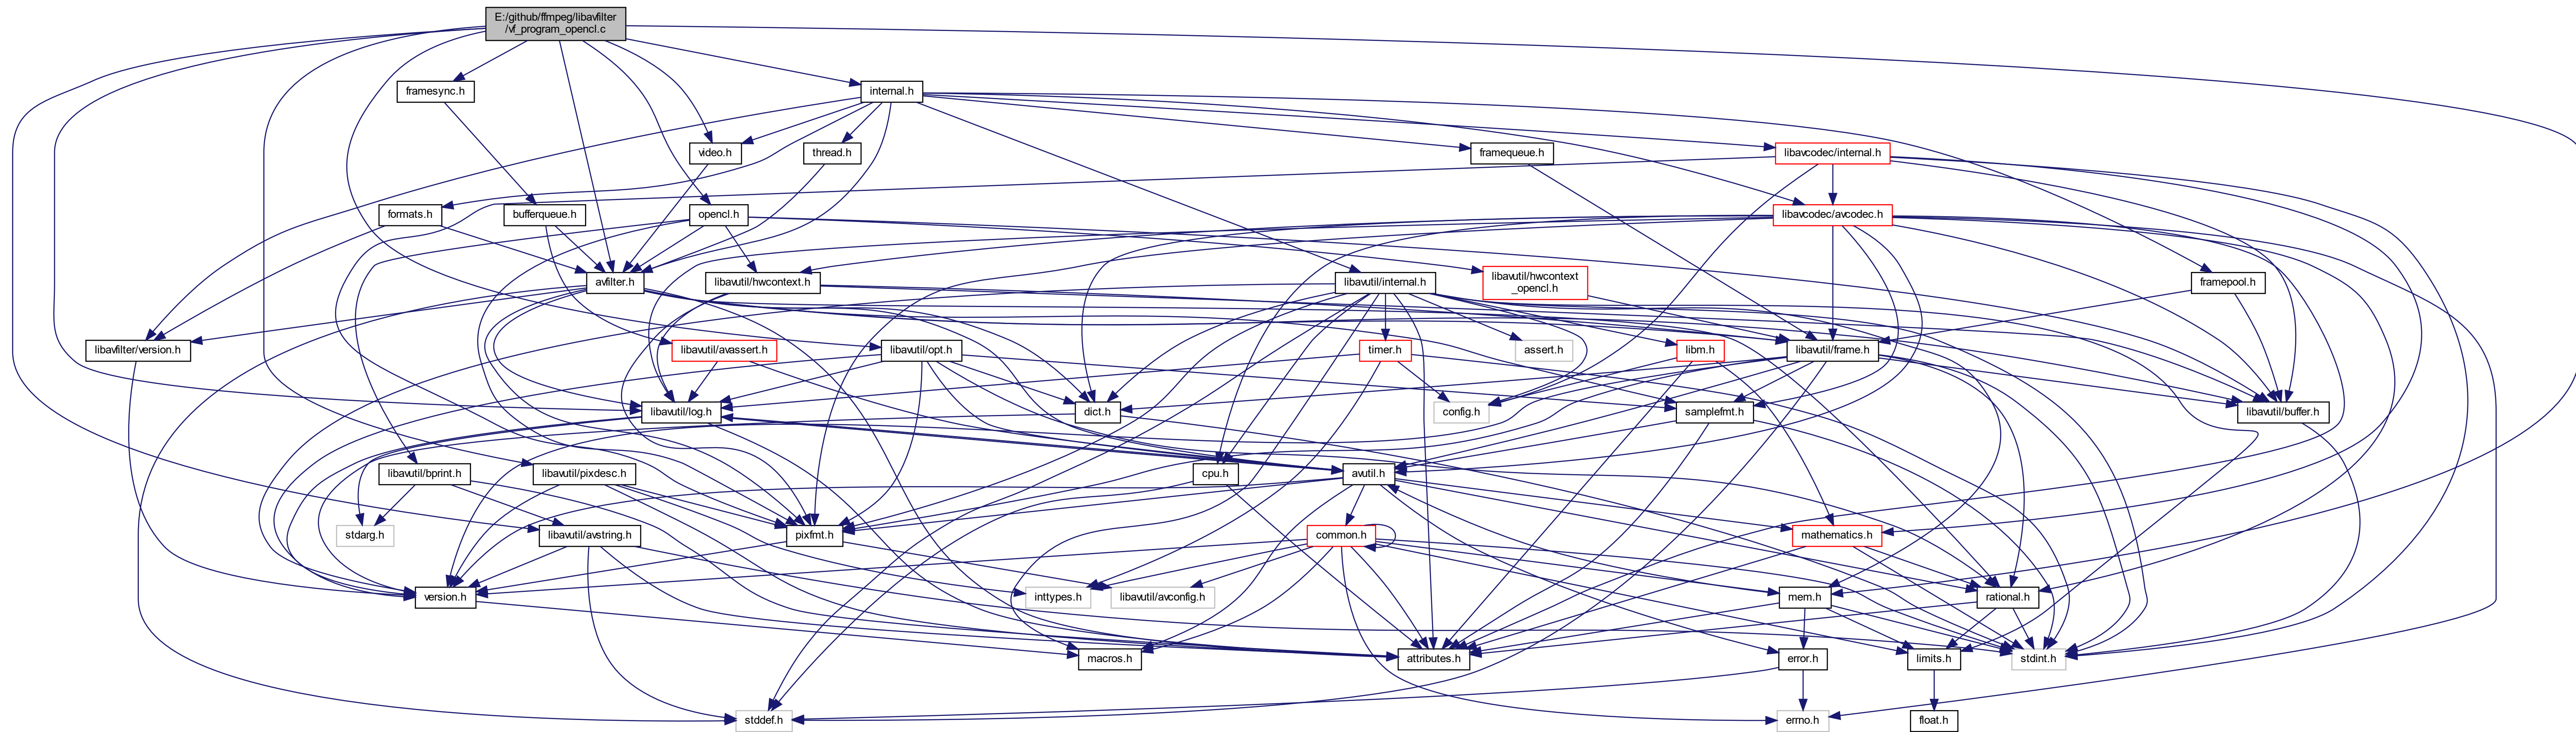 E:/github/ffmpeg/libavfilter
/vf_program_opencl.c
framesync.h
internal.h
video.h
thread.h
framequeue.h
libavcodec/internal.h
formats.h
bufferqueue.h
opencl.h
libavcodec/avcodec.h
avfilter.h
libavutil/hwcontext.h
libavutil/internal.h
libavutil/hwcontext
_opencl.h
framepool.h
libavfilter/version.h
libavutil/avassert.h
libavutil/opt.h
timer.h
assert.h
libm.h
libavutil/frame.h
libavutil/log.h
dict.h
config.h
samplefmt.h
libavutil/buffer.h
libavutil/bprint.h
libavutil/pixdesc.h
cpu.h
avutil.h
stdarg.h
libavutil/avstring.h
pixfmt.h
common.h
mathematics.h
version.h
inttypes.h
libavutil/avconfig.h
mem.h
rational.h
macros.h
attributes.h
error.h
limits.h
stdint.h
stddef.h
errno.h
float.h